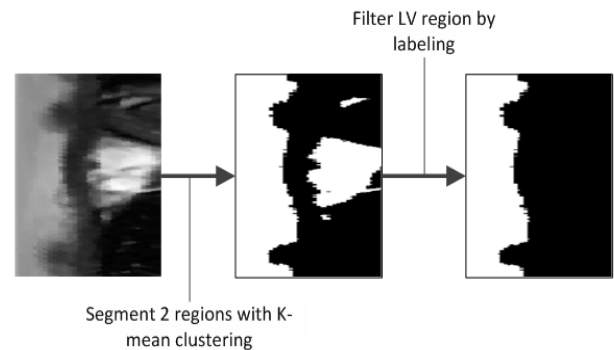 Filter LV region by
labeling
Segment 2 regions with K-
mean clustering